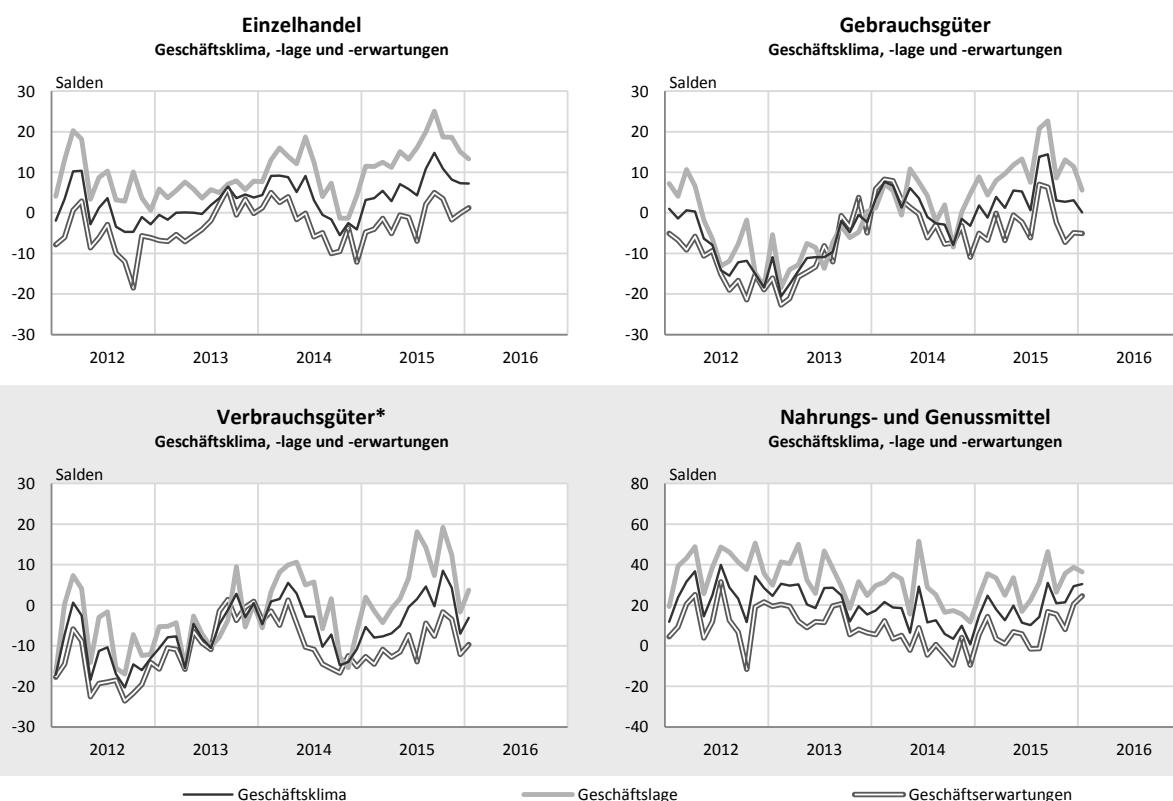 Einzelhandel
Geschäftsklima, -lage und -erwartungen
Salden
30
20
10
0
-10
-20
-30
2012 2013 2014 2015 2016
Gebrauchsgüter
Geschäftsklima, -lage und -erwartungen
Salden
30
20
10
0
-10
-20
-30
2012 2013 2014 2015 2016
Verbrauchsgüter*
Geschäftsklima, -lage und -erwartungen
Salden
30
20
10
0
-10
-20
-30
2012 2013 2014 2015 2016
Nahrungs- und Genussmittel
Geschäftsklima, -lage und -erwartungen
Salden
80
60
40
20
0
-20
-40
2012 2013 2014 2015 2016
Geschäftsklima Geschäftslage Geschäftserwartungen